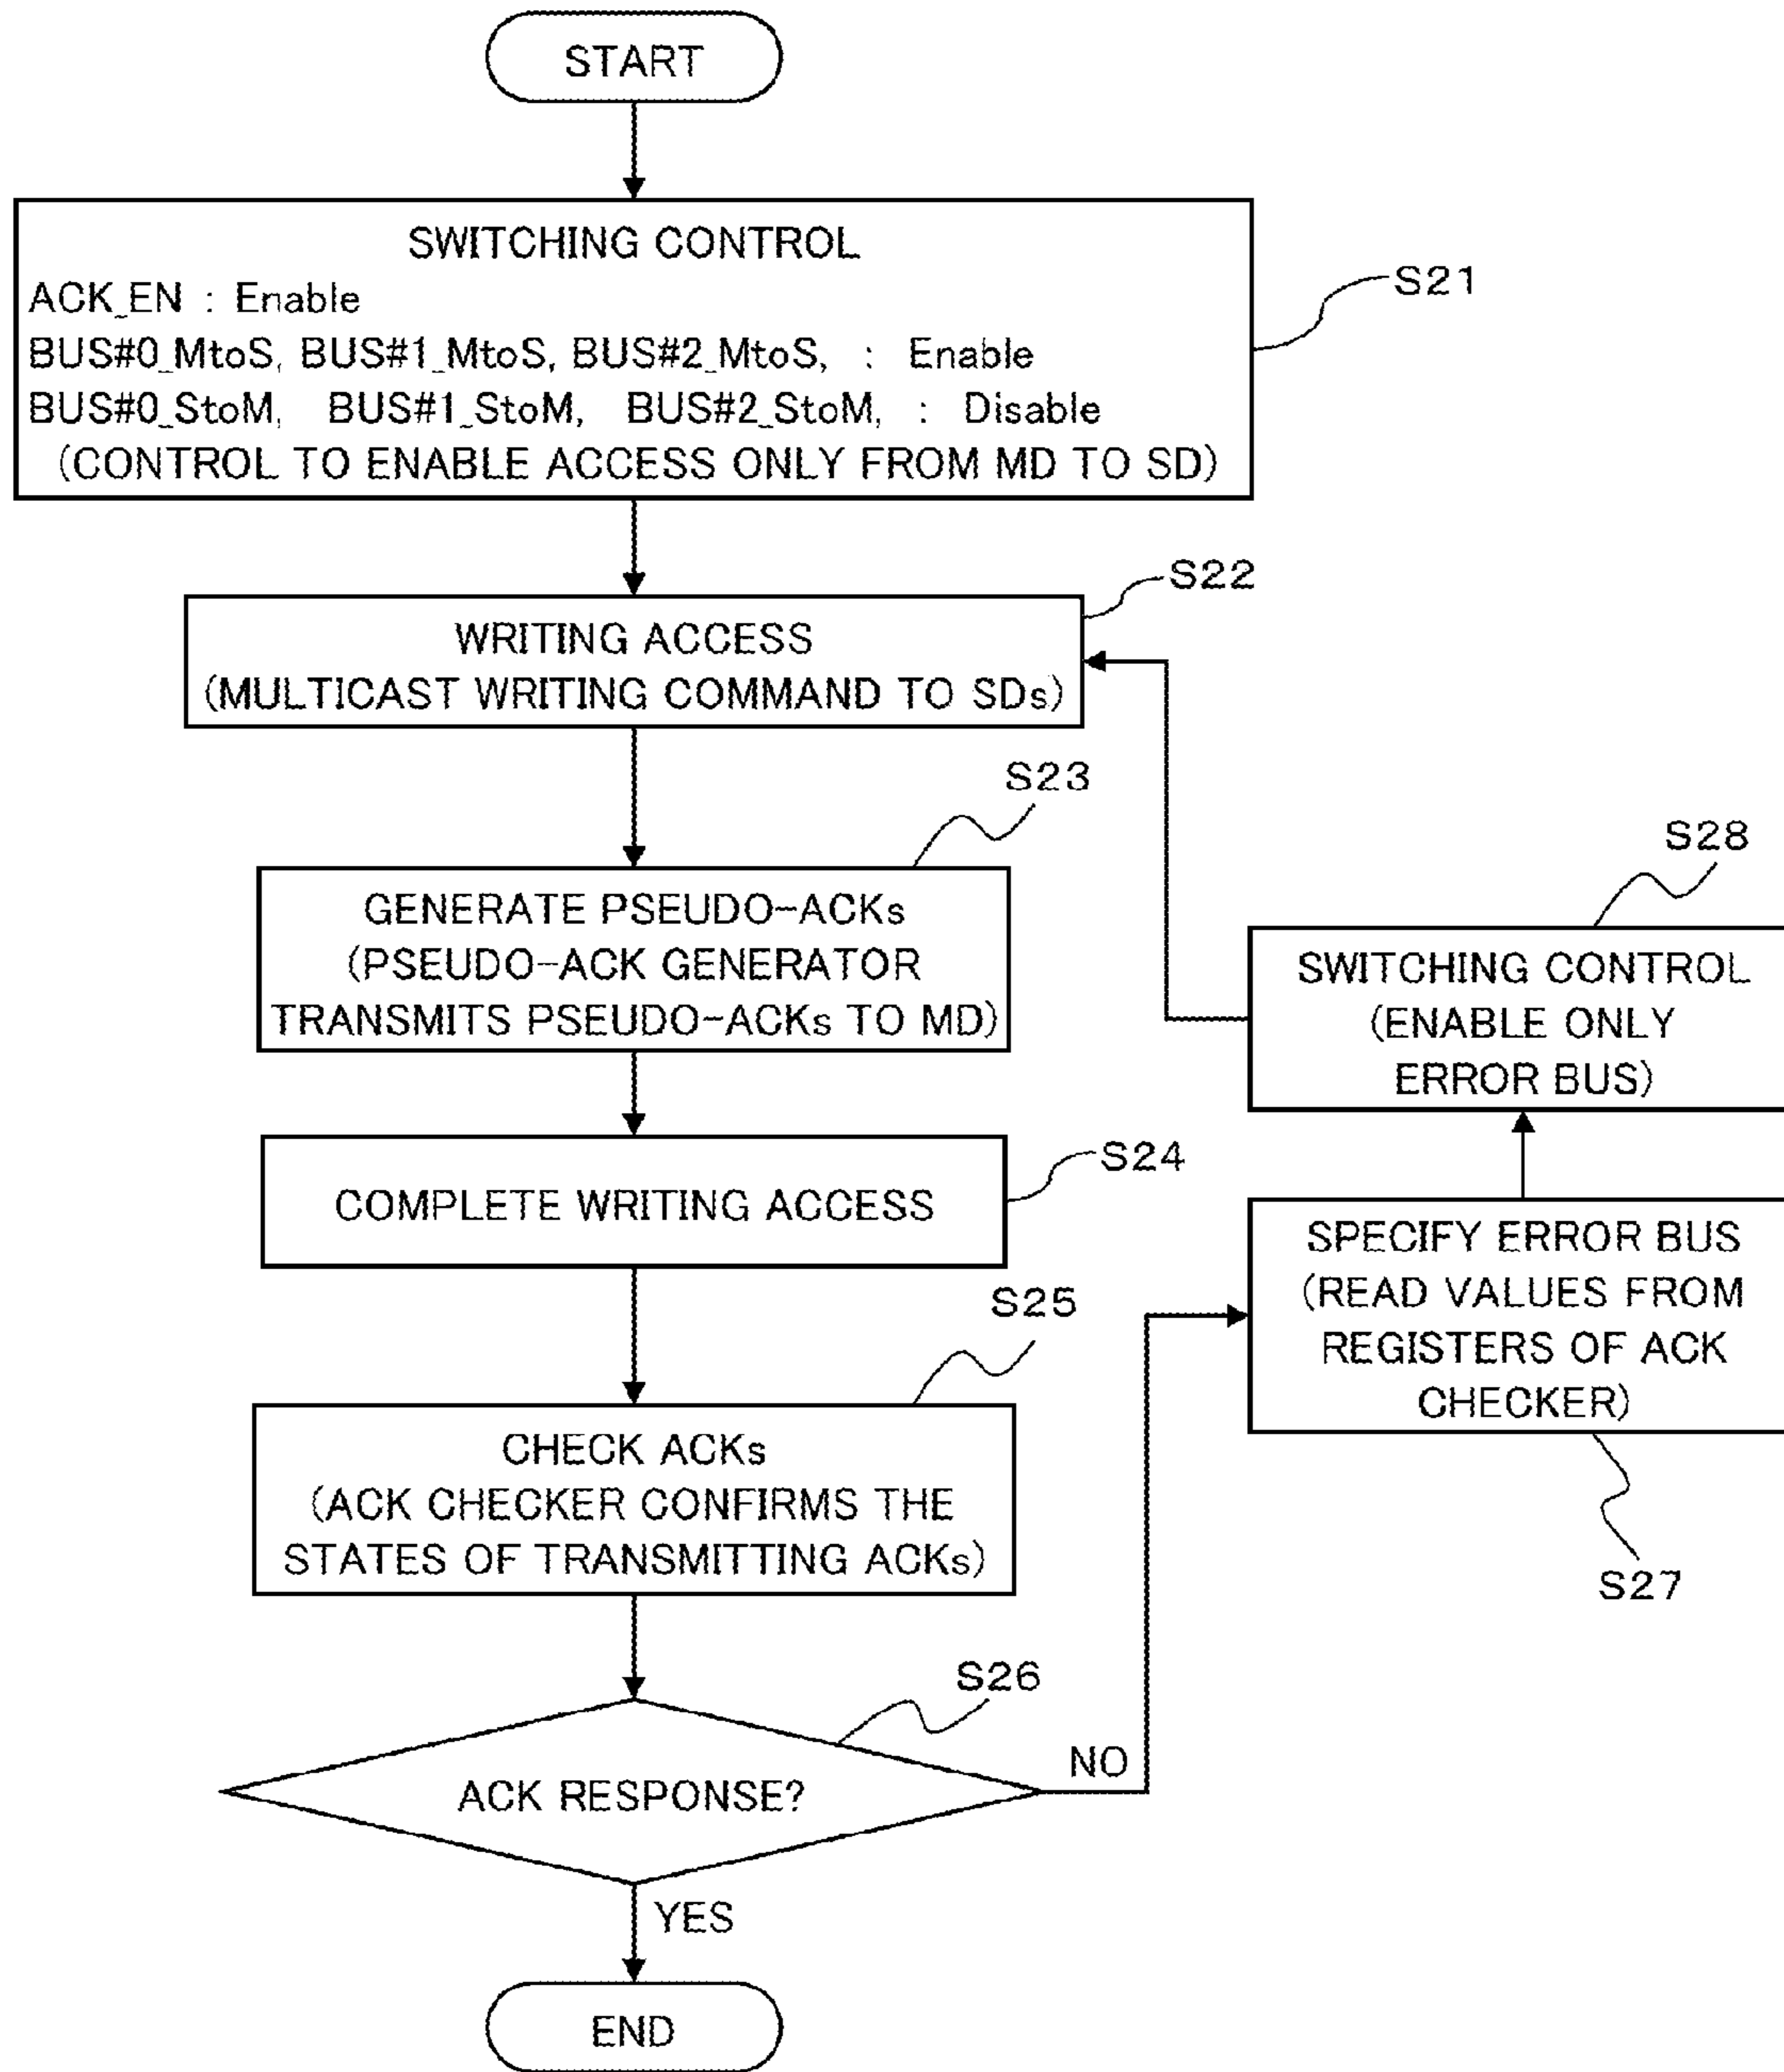 START
SWITCHING CONTROL
ACK_EN : Enable
BUS#0_MtoS, BUS#1_MtoS, BUS#2_MtoS, : Enable
BUS#0_StoM, BUS#1_StoM, BUS#2_StoM, : Disable
(CONTROL TO ENABLE ACCESS ONLY FROM MD TO SD)
S21
S22
WRITING ACCESS
(MULTICAST WRITING COMMAND TO SDs)
S23
GENERATE PSEUDO-ACKs
(PSEUDO-ACK GENERATOR
TRANSMITS PSEUDO-ACKs TO MD)
S24
COMPLETE WRITING ACCESS
S25
CHECK ACKs
(ACK CHECKER CONFIRMS THE
STATES OF TRANSMITTING ACKs)
S26
ACK RESPONSE?
NO
YES
END
S28
SWITCHING CONTROL
(ENABLE ONLY
ERROR BUS)
SPECIFY ERROR BUS
(READ VALUES FROM
REGISTERS OF ACK
CHECKER)
S27